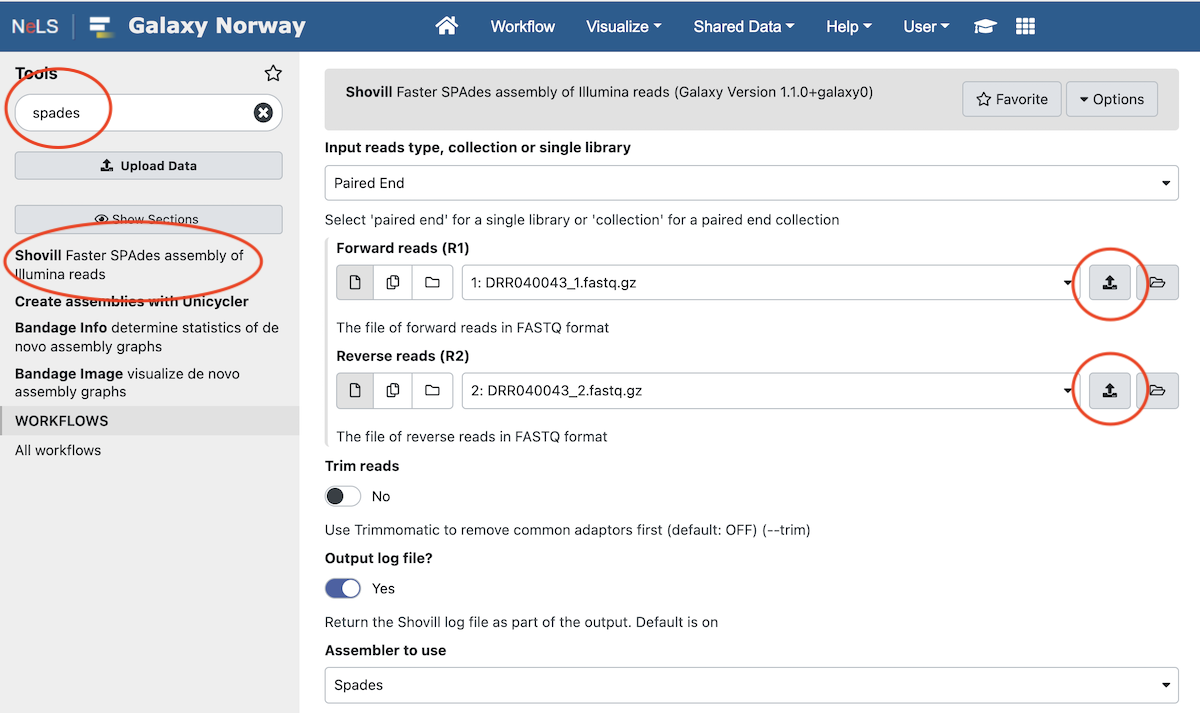 NeLS Galaxy Norway Workflow Visualize Shared Data Help User
Tools
spades
Upload Data
Show Sections
Shovill Faster SPAdes assembly of
Illumina reads
Create assemblies with Unicycler
Bandage Info determine statistics of de
novo assembly graphs
Bandage Image visualize de novo
assembly graphs
WORKFLOWS
All workflows
Shovill Faster SPAdes assembly of Illumina reads (Galaxy Version 1.1.0+galaxy0)
Favorite
Options
Input reads type, collection or single library
Paired End
Select 'paired end' for a single library or 'collection' for a paired end collection
Forward reads (R1)
1: DRR040043_1.fastq.gz
The file of forward reads in FASTQ format
Reverse reads (R2)
2: DRR040043_2.fastq.gz
The file of reverse reads in FASTQ format
Trim reads
No
Use Trimmomatic to remove common adaptors first (default: OFF) (--trim)
Output log file?
Yes
Return the Shovill log file as part of the output. Default is on
Assembler to use
Spades